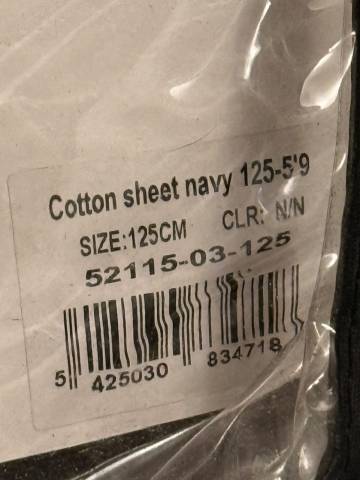 Cotton sheet navy 125-5'9
SIZE:125CM CLR: N/N
52115-03-125
5 425030 834718